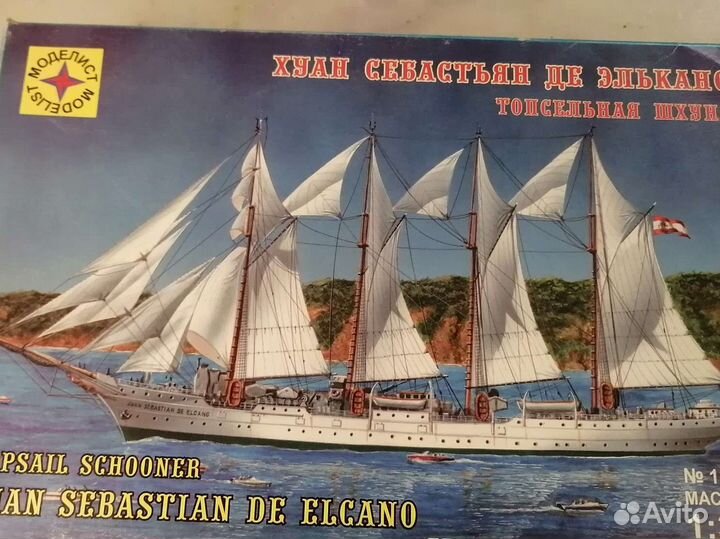 МОДЕЛИСТ
MODELIST
ХУАН СЕБАСТЬЯН ДЕ ЭЛЬКАНО
ТОПСЕЛЬНАЯ ШХУН
JUAN SEBASTIAN DE ELCANO
PSAIL SCHOONER
UAN SEBASTIAN DE ELCANO
№ 1
МАС
1:
Avito